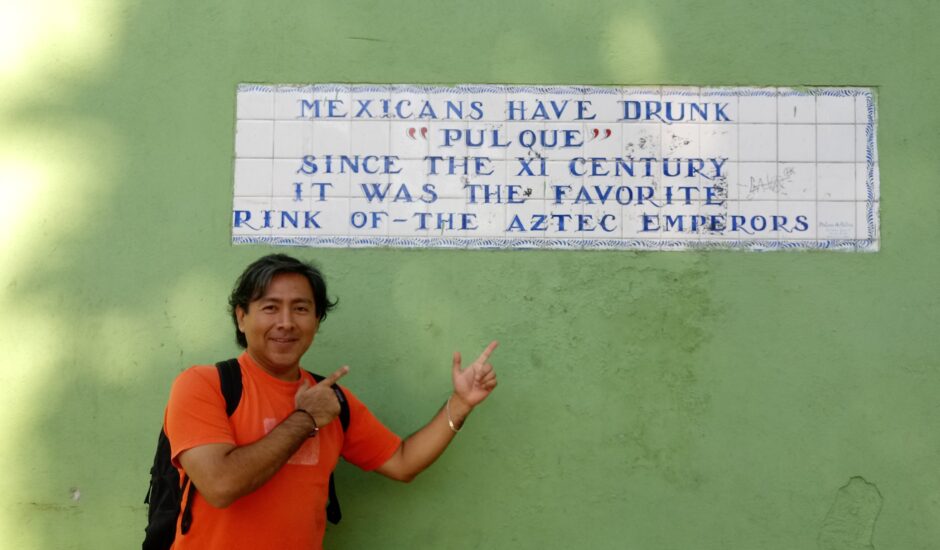 MEXICANS HAVE DRUNK
"PULQUE"
SINCE THE XI CENTURY
IT WAS THE FAVORITE
RINK OF-THE AZTEC EMPERORS